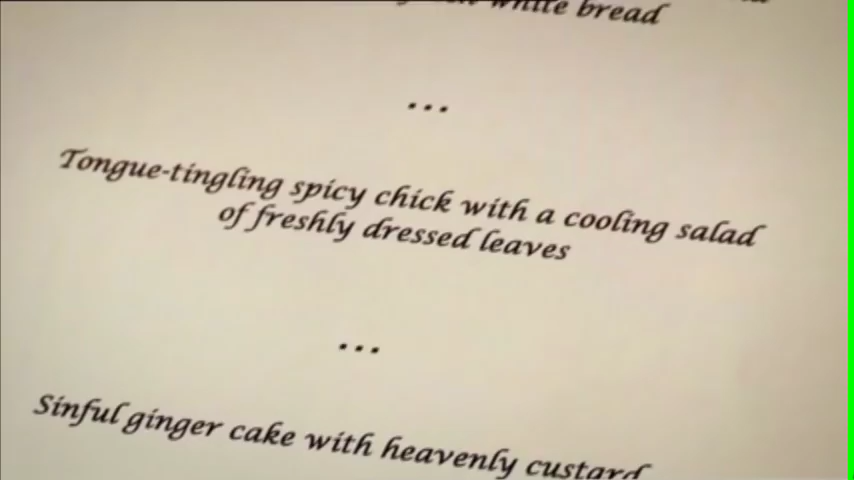 white bread
...
Tongue-tingling spicy chick with a cooling salad
of freshly dressed leaves
...
Sinful ginger cake with heavenly custard